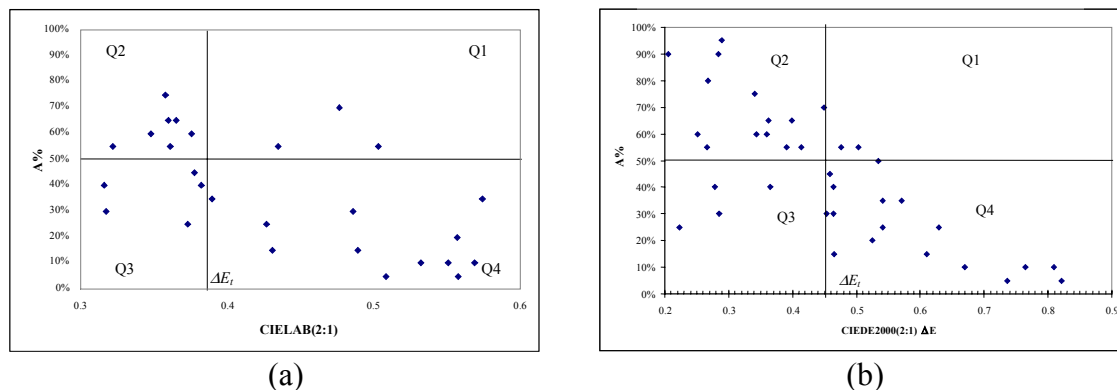 100%
90%
80%
70%
60%
50%
40%
30%
20%
10%
0%
A%
Q2
Q1
Q3
Q4
ΔEt
0.3 0.4 0.5 0.6
CIELAB(2:1)
(a)
100%
90%
80%
70%
60%
50%
40%
30%
20%
10%
0%
A%
Q2
Q1
Q3
Q4
ΔEt
0.2 0.3 0.4 0.5 0.6 0.7 0.8 0.9
CIEDE2000(2:1) ΔE
(b)